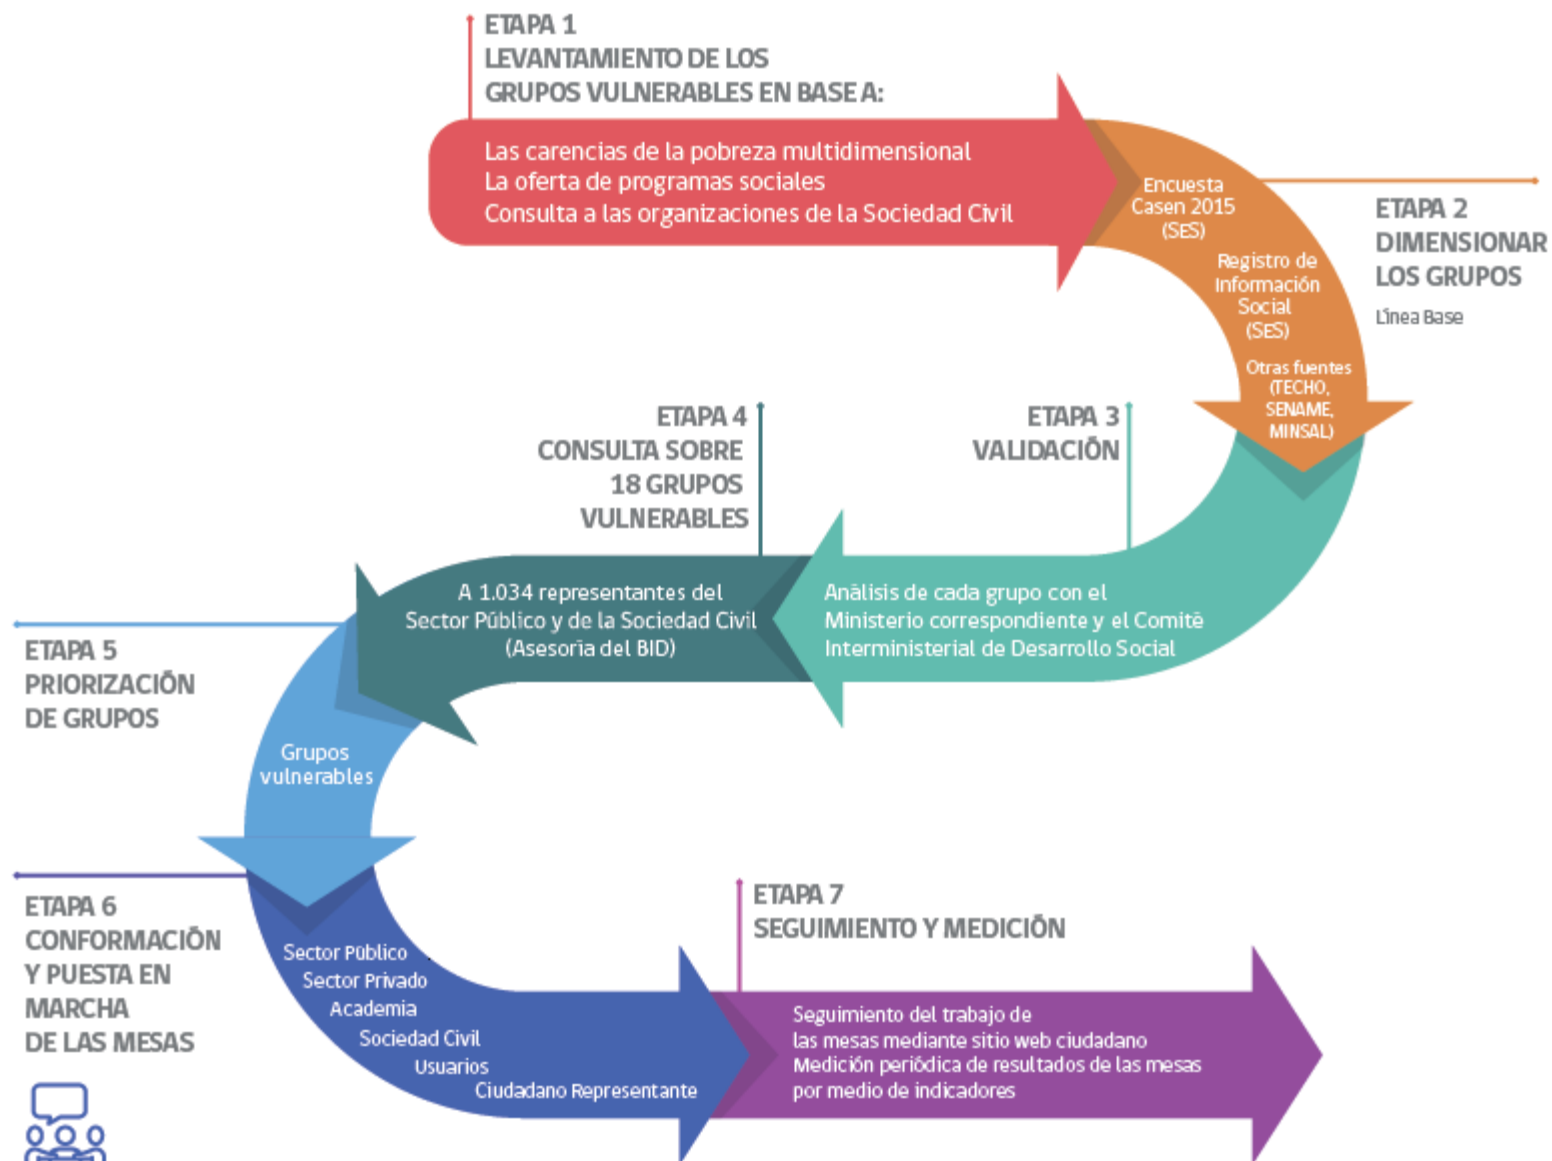 ETAPA 1
LEVANTAMIENTO DE LOS
GRUPOS VULNERABLES EN BASE A:
Las carencias de la pobreza multidimensional
La oferta de programas sociales
Consulta a las organizaciones de la Sociedad Civil
Encuesta
Casen 2015
(SES)
Registro de
Información
Social
(SES)
Otras fuentes
(TECHO,
SENAME,
MINSAL)
ETAPA 2
DIMENSIONAR
LOS GRUPOS
Línea Base
ETAPA 3
VALIDACIÓN
Análisis de cada grupo con el
Ministerio correspondiente y el Comité
Interministerial de Desarrollo Social
ETAPA 4
CONSULTA SOBRE
18 GRUPOS
VULNERABLES
A 1.034 representantes del
Sector Público y de la Sociedad Civil
(Asesoría del BID)
ETAPA 5
PRIORIZACIÓN
DE GRUPOS
Grupos
vulnerables
ETAPA 6
CONFORMACIÓN
Y PUESTA EN
MARCHA
DE LAS MESAS
Sector Público
Sector Privado
Academia
Sociedad Civil
Usuarios
Ciudadano Representante
ETAPA 7
SEGUIMIENTO Y MEDICIÓN
Seguimiento del trabajo de
las mesas mediante sitio web ciudadano
Medición periódica de resultados de las mesas
por medio de indicadores